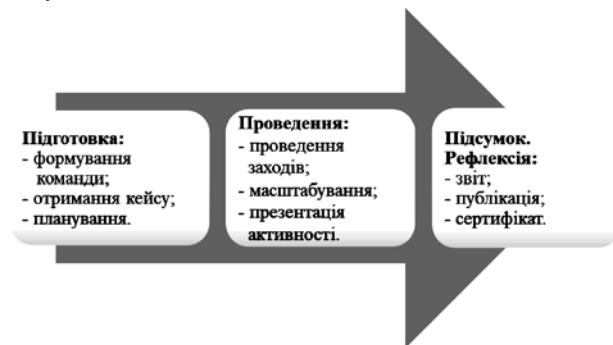 Підготовка:
- формування
команди;
- отримання кейсу;
- планування.
Проведення:
- проведення
заходів;
- масштабування;
- презентація
активності.
Підсумок.
Рефлексія:
- звіт;
- публікація;
- сертифікат.